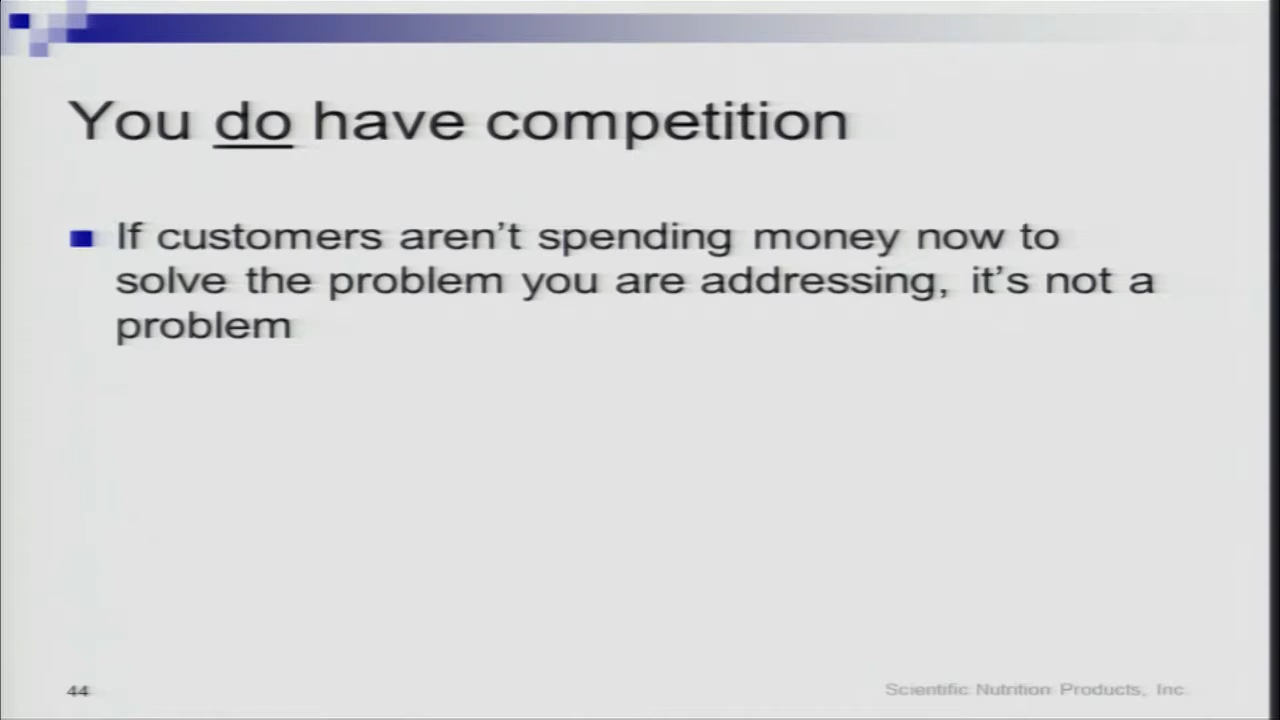 You do have competition
If customers aren't spending money now to
solve the problem you are addressing, it's not a
problem
44
Scientific Nutrition Products, Inc.